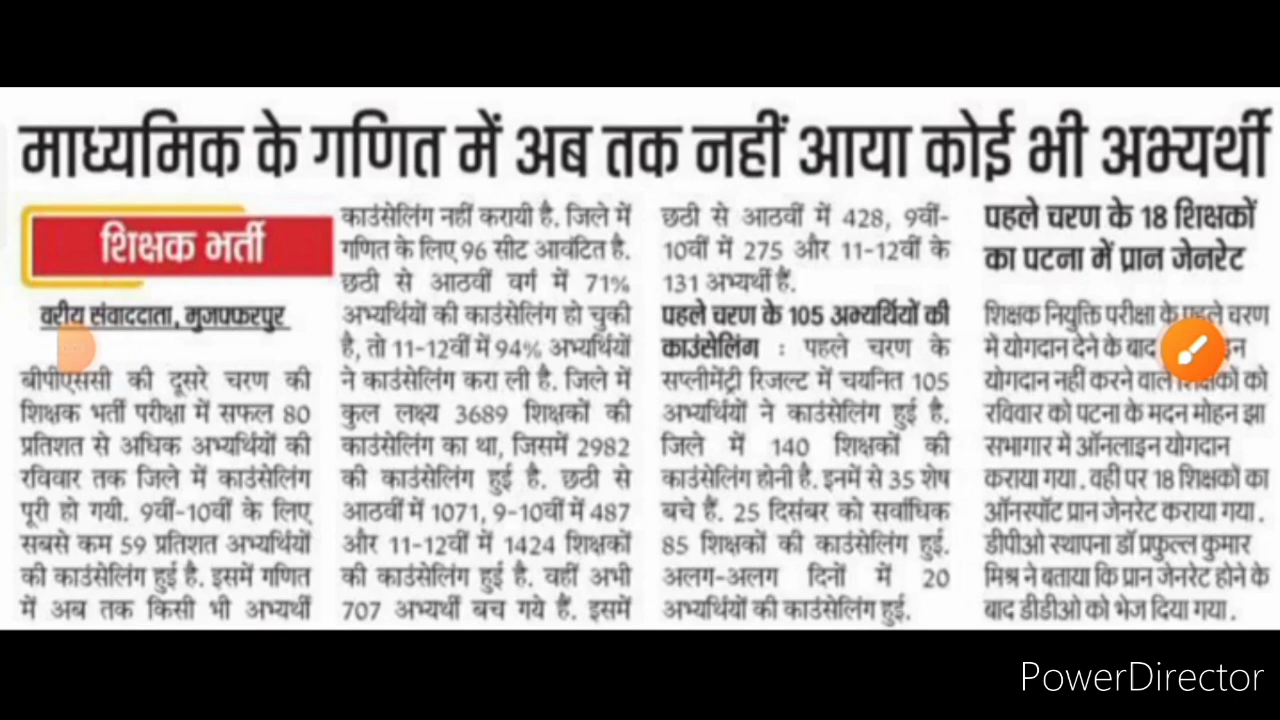 माध्यमिक के गणित में अब तक नहीं आया कोई भी अभ्यर्थी
शिक्षक भर्ती
वरीय संवाददाता, मुजफ्फरपुर
बीपीएससी की दूसरे चरण की
शिक्षक भर्ती परीक्षा में सफल 80
प्रतिशत से अधिक अभ्यर्थियों की
रविवार तक जिले में काउंसेलिंग
पूरी हो गयी. 9वीं-10वीं के लिए
सबसे कम 59 प्रतिशत अभ्यर्थियों
की काउंसेलिंग हुई है. इसमें गणित
में अब तक किसी भी अभ्यर्थी
काउंसेलिंग नहीं करायी है. जिले में
गणित के लिए 96 सीट आवंटित है.
छठी से आठवीं वर्ग में 71%
अभ्यर्थियों की काउंसेलिंग हो चुकी
है, तो 11-12वीं में 94% अभ्यर्थियों
ने काउंसेलिंग करा ली है. जिले में
कुल लक्ष्य 3689 शिक्षकों की
काउंसेलिंग का था, जिसमें 2982
की काउंसेलिंग हुई है. छठी से
आठवीं में 1071, 9-10वीं में 487
और 11-12वीं में 1424 शिक्षकों
की काउंसेलिंग हुई है. वहीं अभी
707 अभ्यर्थी बच गये हैं. इसमें
छठी से आठवीं में 428, 9वीं-
10वीं में 275 और 11-12वीं के
131 अभ्यर्थी हैं.
पहले चरण के 105 अभ्यर्थियों की
काउंसेलिंग : पहले चरण के
सप्लीमेंट्री रिजल्ट में चयनित 105
अभ्यर्थियों ने काउंसेलिंग हुई है.
जिले में 140 शिक्षकों की
काउंसेलिंग होनी है. इनमें से 35 शेष
बचे हैं. 25 दिसंबर को सर्वाधिक
85 शिक्षकों की काउंसेलिंग हुई.
अलग-अलग दिनों में 20
अभ्यर्थियों की काउंसेलिंग हुई.
पहले चरण के 18 शिक्षकों
का पटना में प्रान जेनरेट
शिक्षक नियुक्ति परीक्षा के पहले चरण
में योगदान देने के बाद
योगदान नहीं करने वाले शिक्षकों को
रविवार को पटना के मदन मोहन झा
सभागार में ऑनलाइन योगदान
कराया गया. वहीं पर 18 शिक्षकों का
ऑनस्पॉट प्रान जेनरेट कराया गया.
डीपीओ स्थापना डॉ प्रफुल्ल कुमार
मिश्र ने बताया कि प्रान जेनरेट होने के
बाद डीडीओ को भेज दिया गया.
PowerDirector